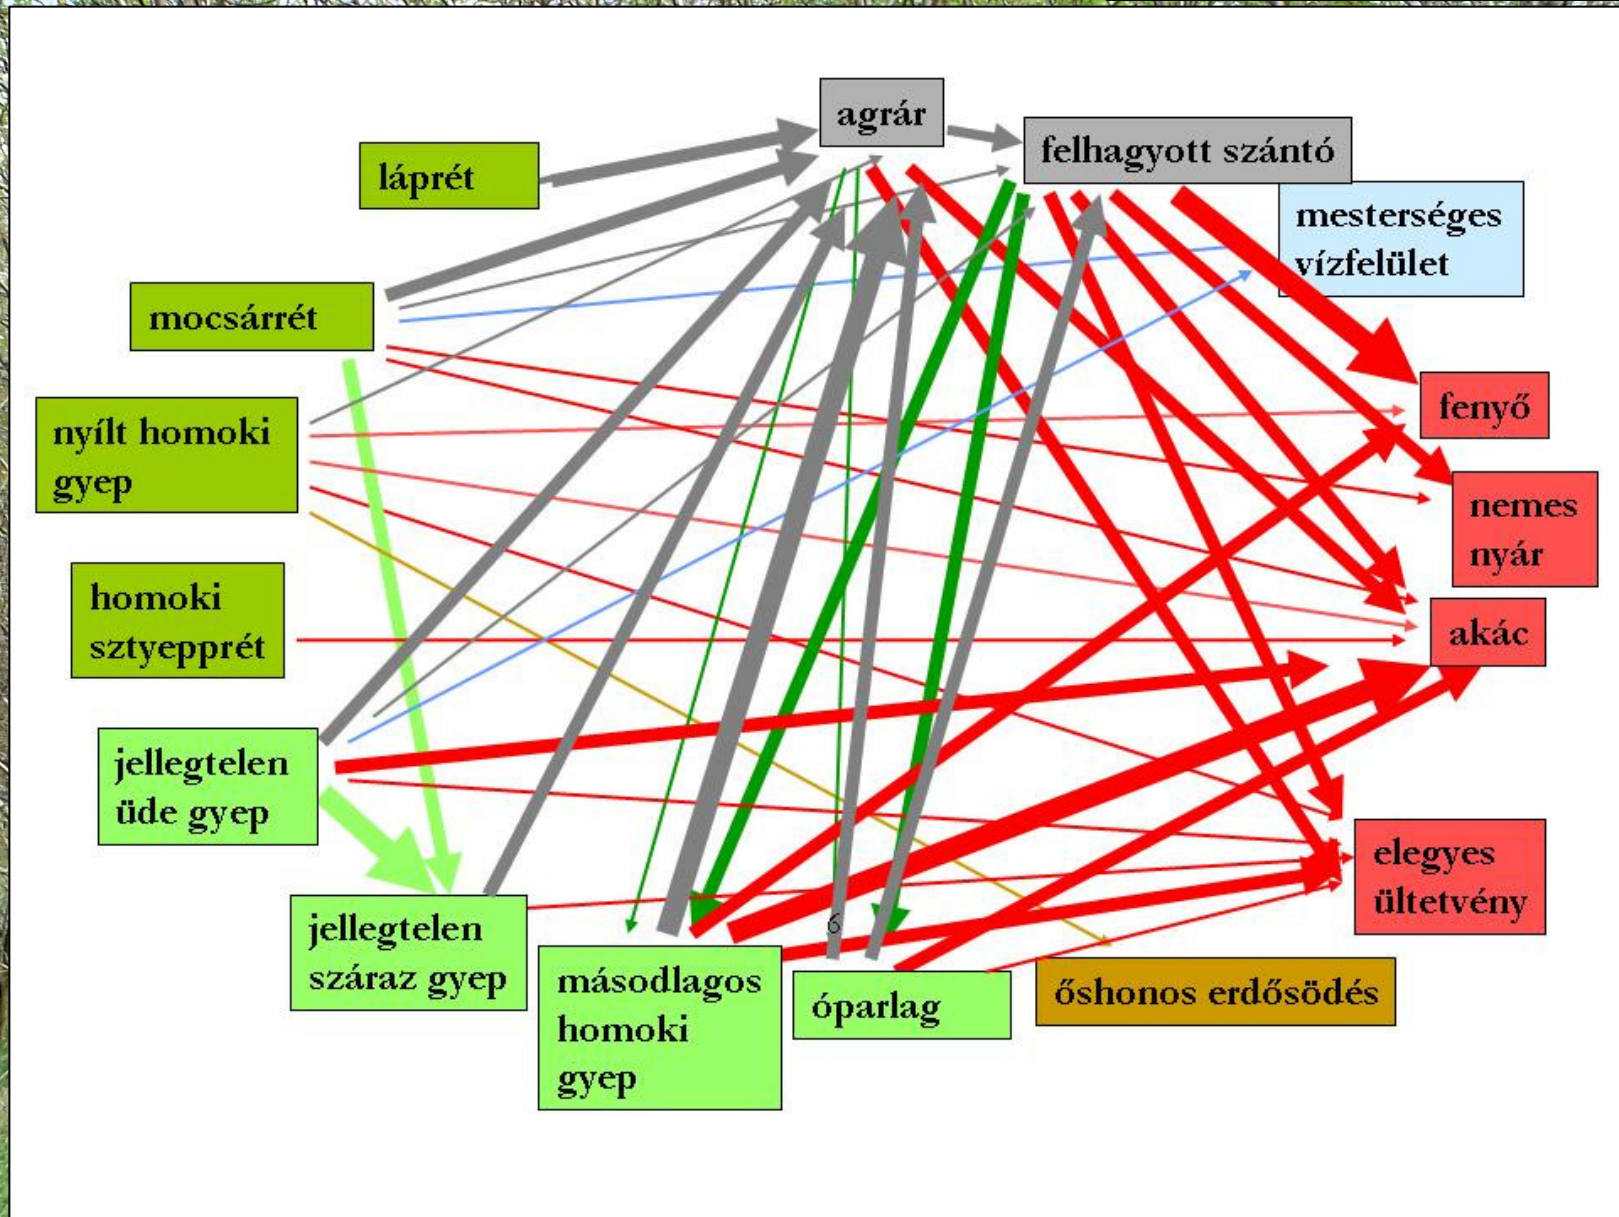 agrár
felhagyott szántó
láprét
mesterséges
vízfelület
mocsárrét
fenyő
nyílt homoki
gyep
nemes
nyár
homoki
sztyepprét
akác
jellegtelen
üde gyep
elegyes
ültetvény
jellegtelen
száraz gyep
6
másodlagos
homoki
gyep
óparlag
őshonos erdősödés